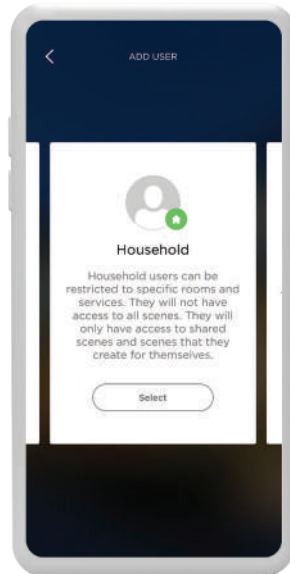 ADD USER
Household
Household users can be
restricted to specific rooms and
services. They will not have
access to all scenes. They will
only have access to shared
scenes and scenes that they
create for themselves.
Select